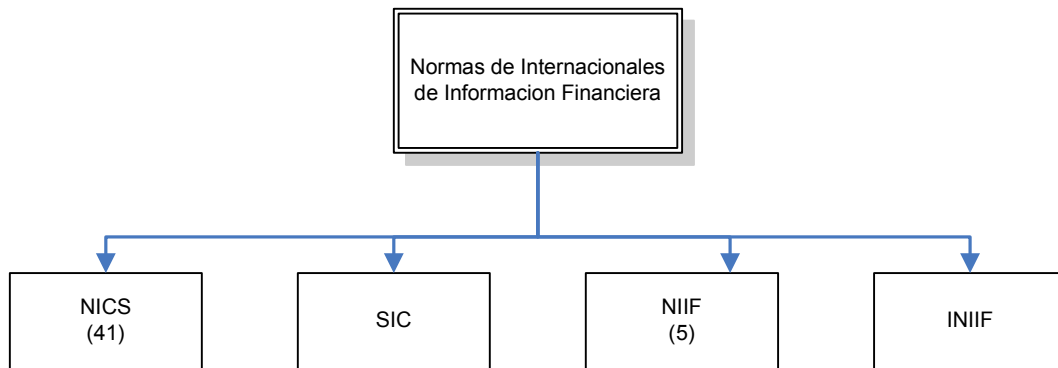 Normas de Internacionales
de Informacion Financiera
NICS
(41)
SIC
NIIF
(5)
INIIF